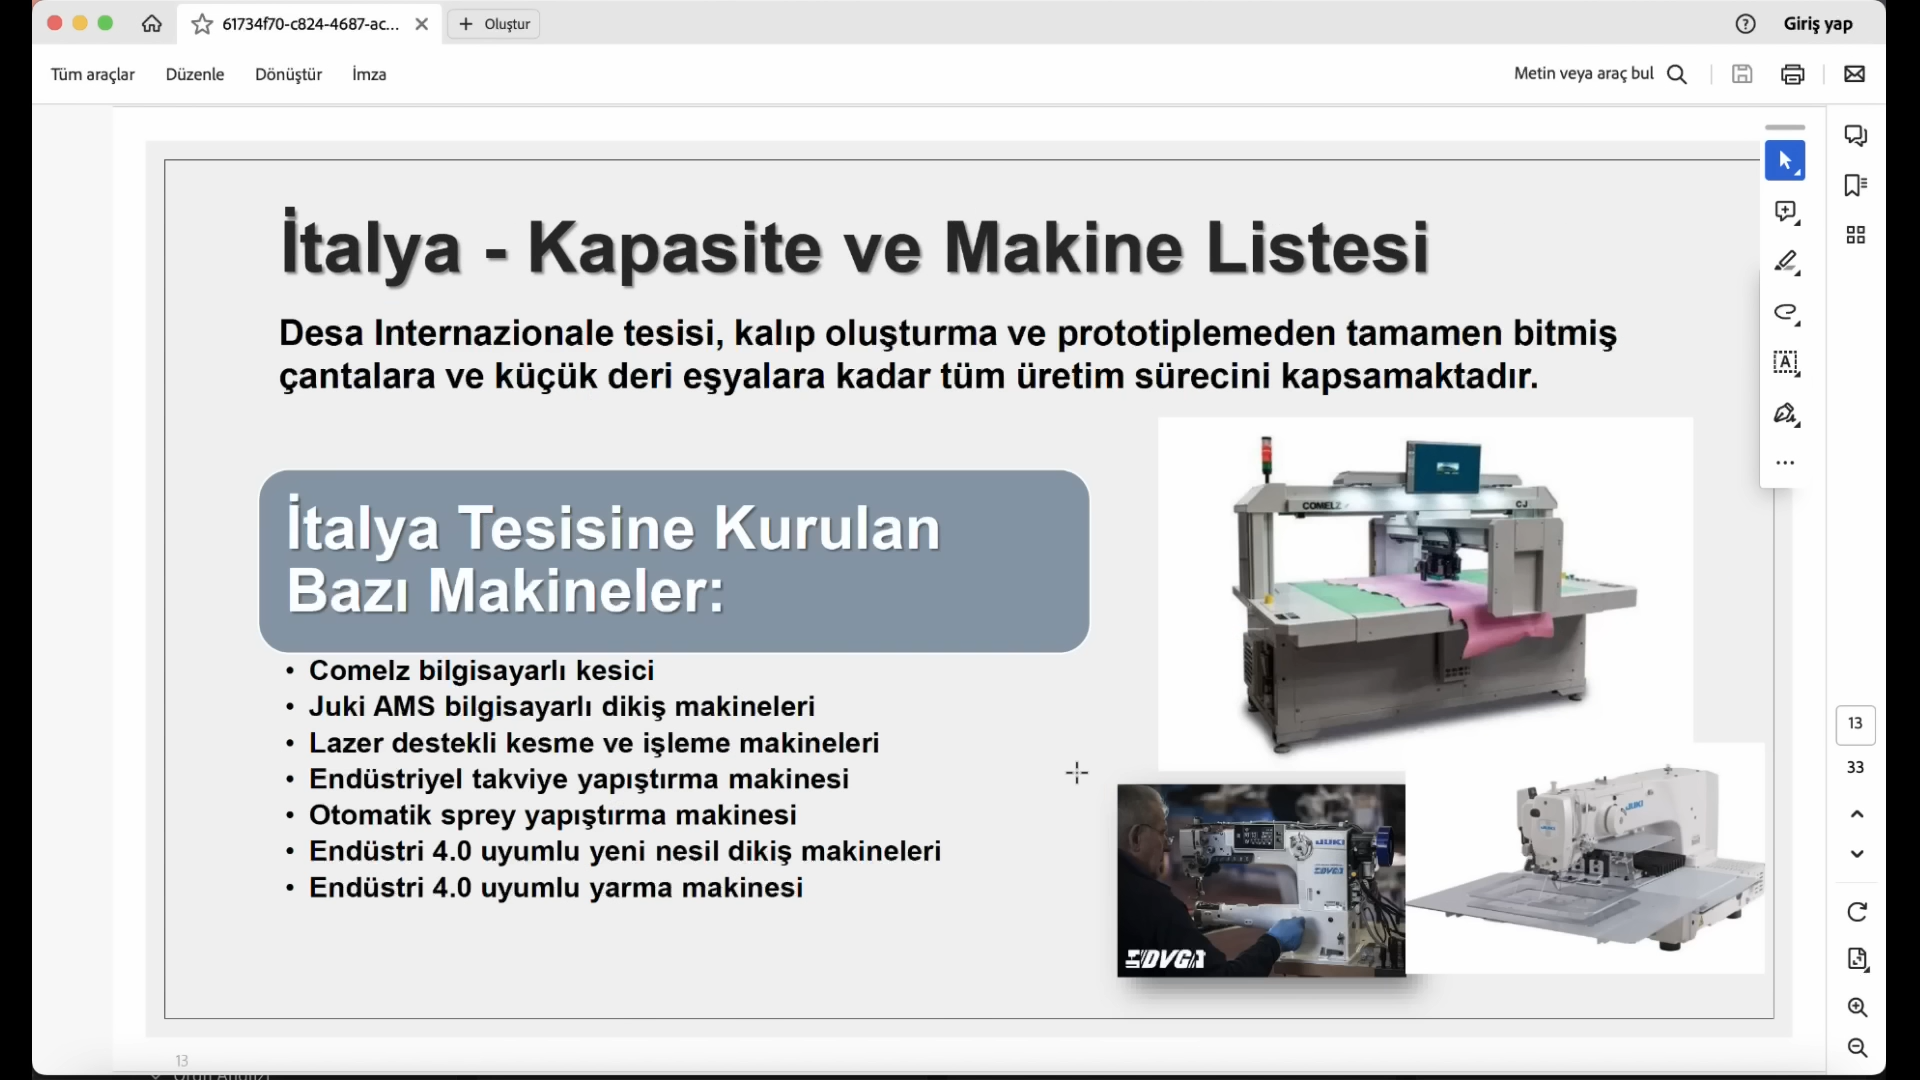 61734f70-c824-4687-ac...
Oluştur
Giriş yap
Tüm araçlar
Düzenle
Dönüştür
İmza
Metin veya araç bul
İtalya - Kapasite ve Makine Listesi
Desa Internazionale tesisi, kalıp oluşturma ve prototiplemeden tamamen bitmiş
çantalara ve küçük deri eşyalara kadar tüm üretim sürecini kapsamaktadır.
İtalya Tesisine Kurulan
Bazı Makineler:
• Comelz bilgisayarlı kesici
• Juki AMS bilgisayarlı dikiş makineleri
• Lazer destekli kesme ve işleme makineleri
• Endüstriyel takviye yapıştırma makinesi
• Otomatik sprey yapıştırma makinesi
• Endüstri 4.0 uyumlu yeni nesil dikiş makineleri
• Endüstri 4.0 uyumlu yarma makinesi
COMELZ
CJ
JUKI
JUKI
DVGA
13
33
13